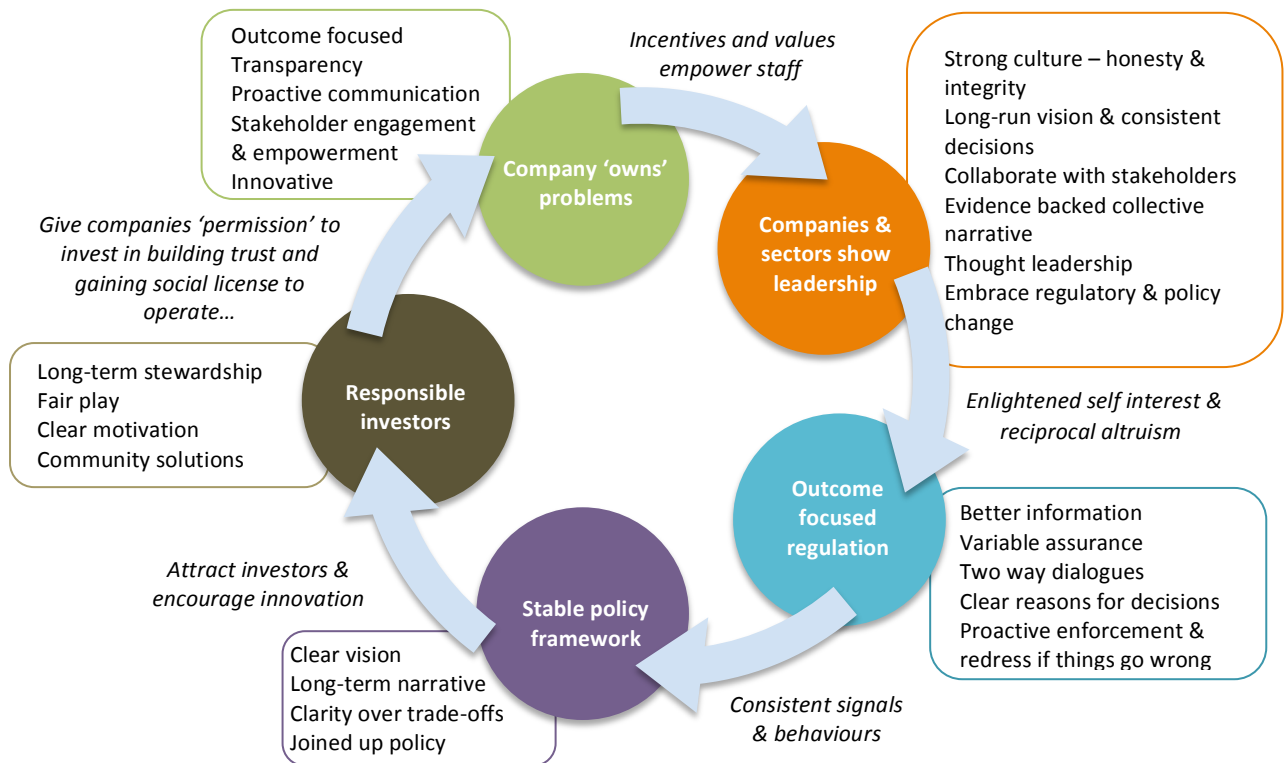 Outcome focused
Transparency
Proactive communication
Stakeholder engagement
& empowerment
Innovative
Incentives and values
empower staff
Strong culture – honesty &
integrity
Long-run vision & consistent
decisions
Collaborate with stakeholders
Evidence backed collective
narrative
Thought leadership
Embrace regulatory & policy
change
Company ‘owns’
problems
Companies &
sectors show
leadership
Give companies ‘permission’ to
invest in building trust and
gaining social license to
operate…
Long-term stewardship
Fair play
Clear motivation
Community solutions
Responsible
investors
Enlightened self interest &
reciprocal altruism
Outcome
focused
regulation
Better information
Variable assurance
Two way dialogues
Clear reasons for decisions
Proactive enforcement &
redress if things go wrong
Attract investors &
encourage innovation
Stable policy
framework
Clear vision
Long-term narrative
Clarity over trade-offs
Joined up policy
Consistent signals
& behaviours